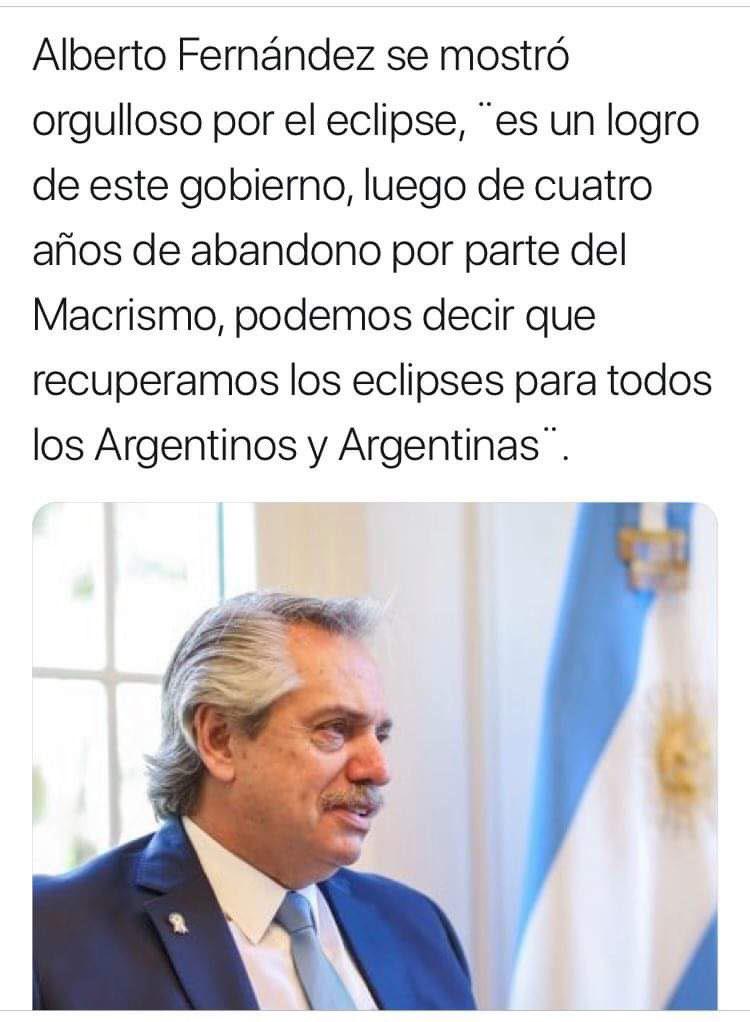 Alberto Fernández se mostró
orgulloso por el eclipse, ¨es un logro
de este gobierno, luego de cuatro
años de abandono por parte del
Macrismo, podemos decir que
recuperamos los eclipses para todos
los Argentinos y Argentinas¨.